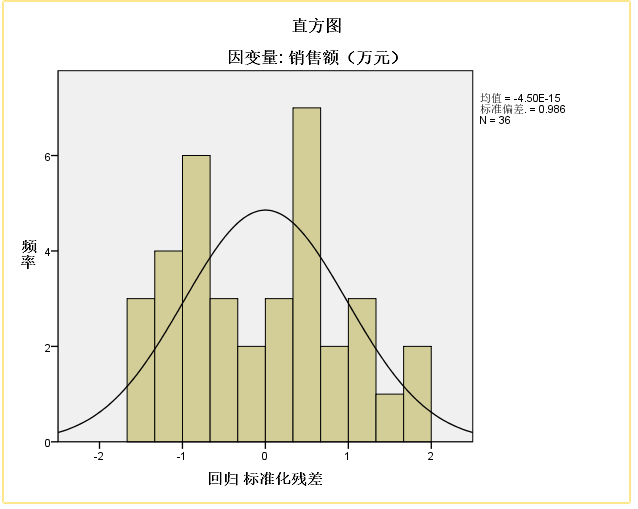 直方图
因变量: 销售额（万元）
均值 = -4.50E-15
标准偏差. = 0.986
N = 36
频率
6
4
2
0
-2 -1 0 1 2
回归 标准化残差